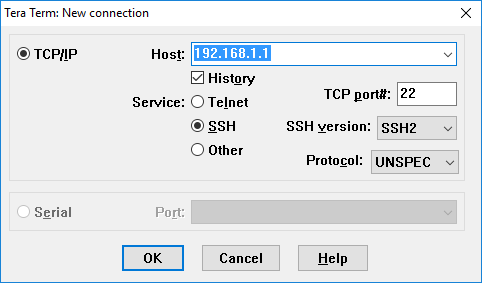 Tera Term: New connection
TCP/IP
Host: 192.168.1.1
History
Service: Telnet
TCP port#: 22
SSH
SSH version: SSH2
Other
Protocol: UNSPEC
Serial
Port:
OK Cancel Help